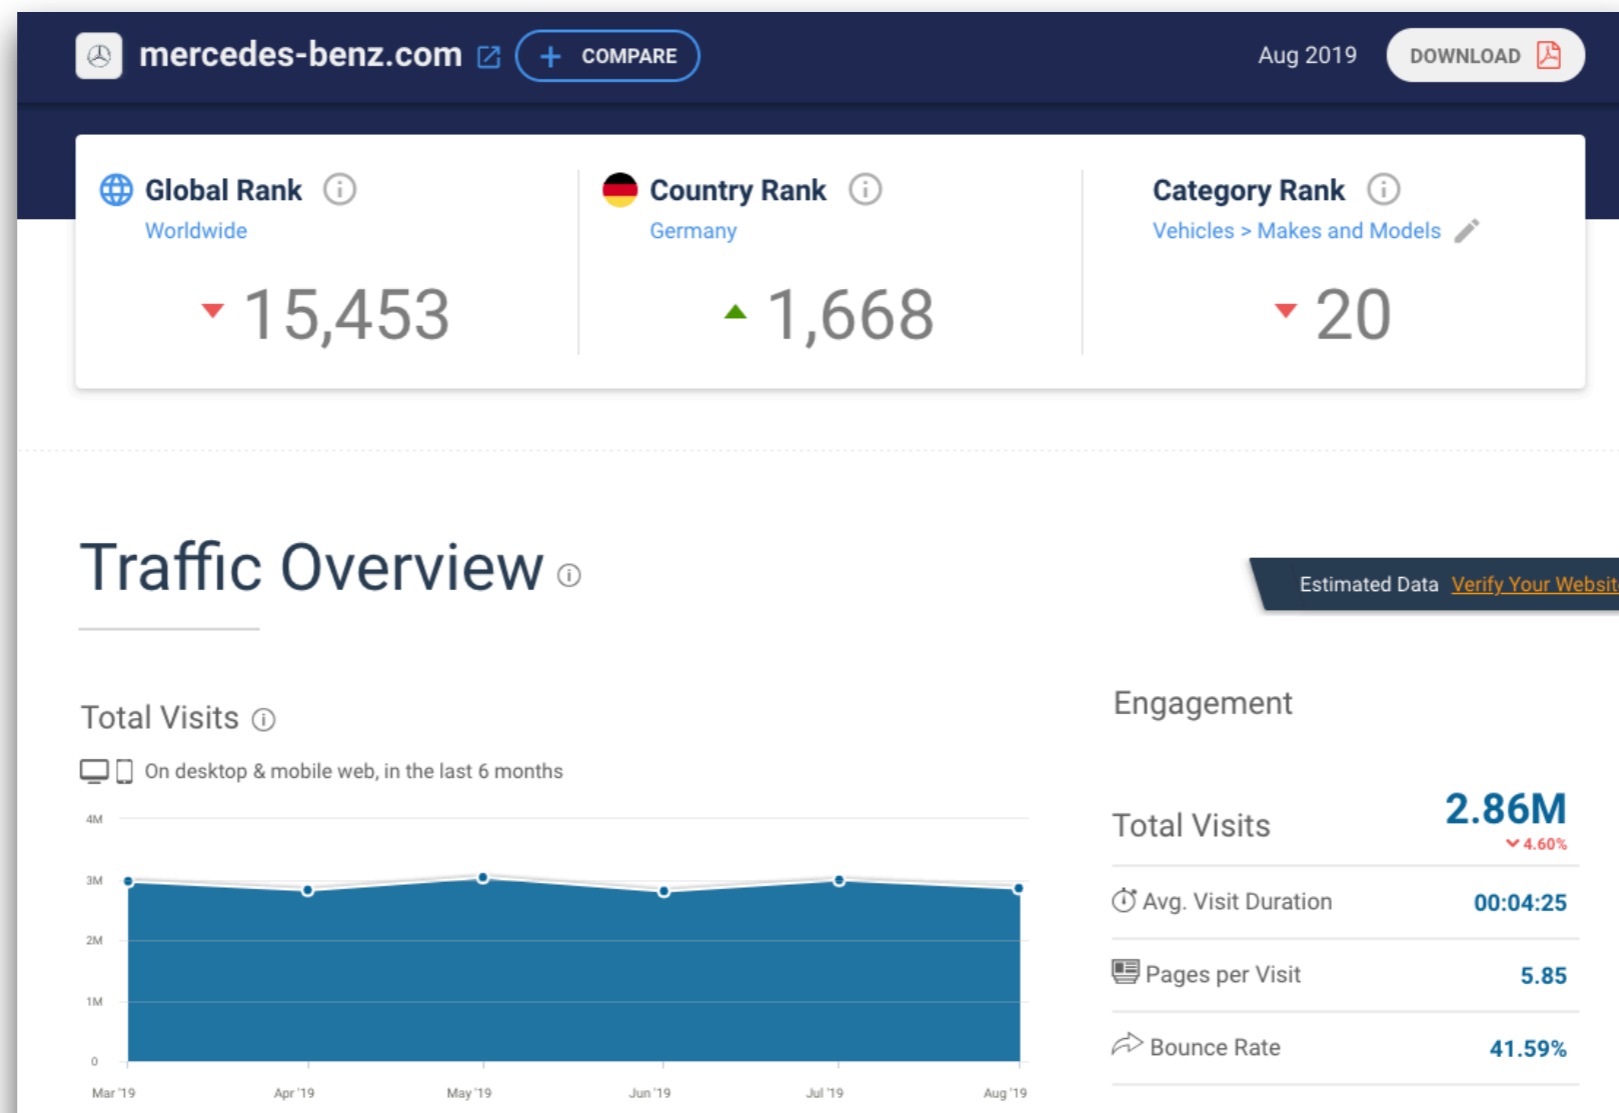 mercedes-benz.com
COMPARE
Aug 2019
DOWNLOAD
Global Rank
Worldwide
15,453
Country Rank
Germany
1,668
Category Rank
Vehicles > Makes and Models
20
Traffic Overview
Estimated Data Verify Your Website
Total Visits
On desktop & mobile web, in the last 6 months
4M
3M
2M
1M
0
Mar '19
Apr '19
May '19
Jun '19
Jul '19
Aug '19
Engagement
Total Visits
2.86M
4.60%
Avg. Visit Duration
00:04:25
Pages per Visit
5.85
Bounce Rate
41.59%